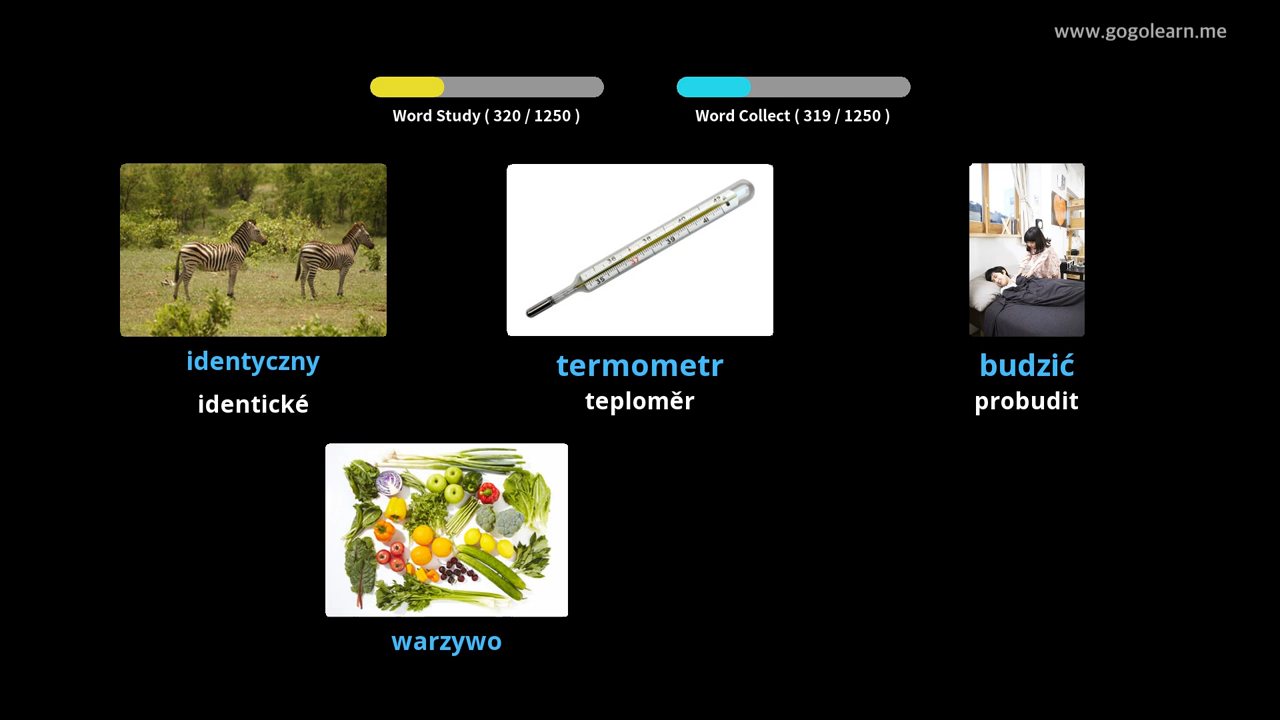 www.gogolearn.me
Word Study ( 320 / 1250 )
Word Collect ( 319 / 1250 )
identyczny
identické
termometr
teploměr
budzić
probudit
warzywo